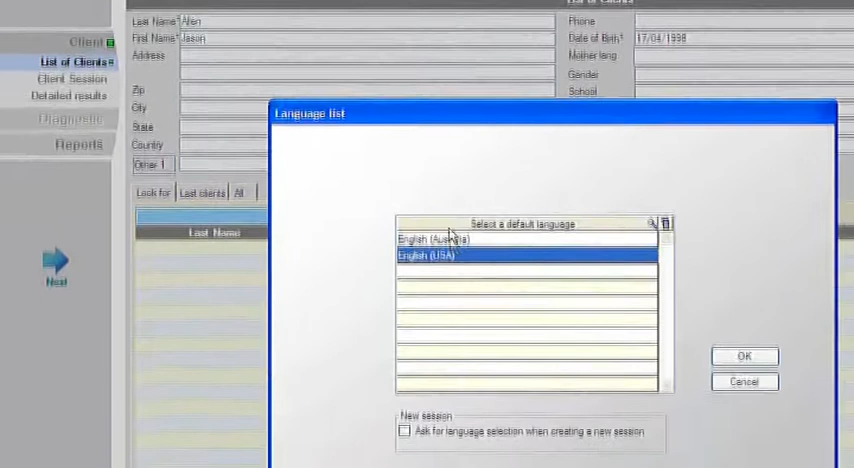 List of Clients
Last Name* Allen
Phone
First Name* Jason
Date of Birth* 17/04/1998
Address
Mother lang
Gender
Zip
School
City
State
Country
Other 1
Client
List of Clients
Client Session
Detailed results
Diagnostic
Reports
Next
Look for Last clients All
Last Name
Language list
Select a default language
English (Australia)
English (USA)
OK
Cancel
New session
Ask for language selection when creating a new session